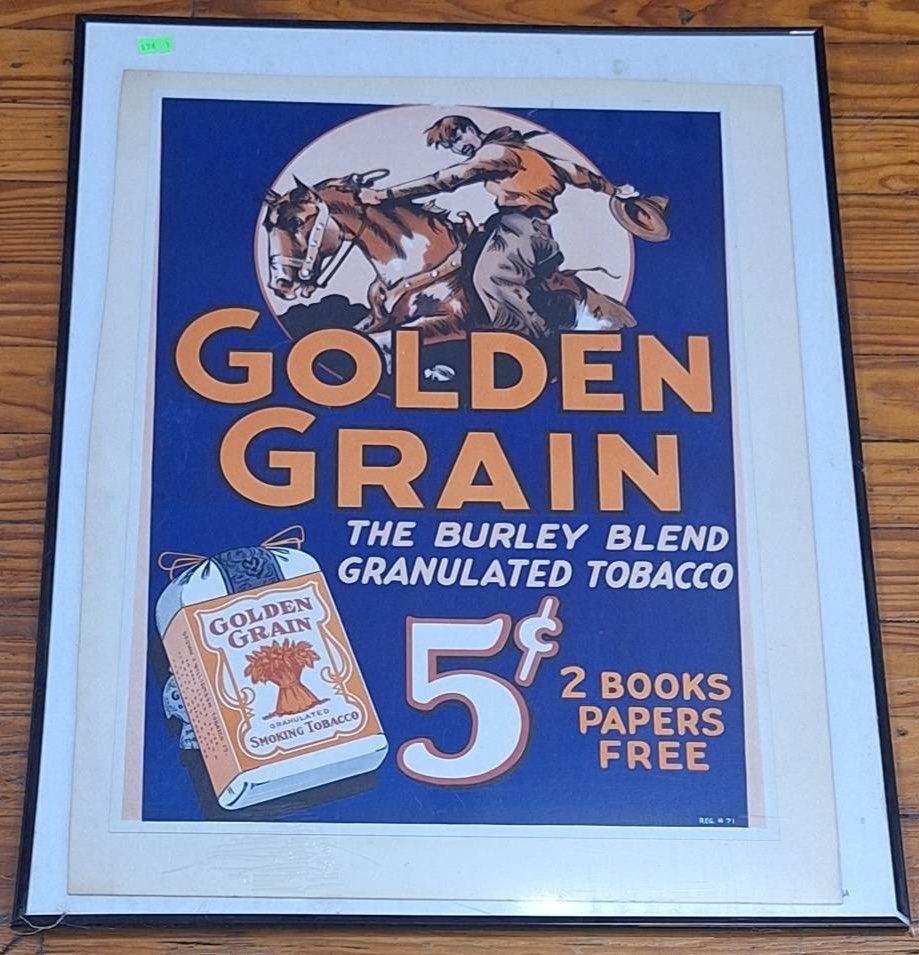 GOLDEN
GRAIN
THE BURLEY BLEND
GRANULATED TOBACCO
5¢
2 BOOKS
PAPERS
FREE
GOLDEN
GRAIN
GRANULATED
SMOKING TOBACCO
REG. # 71